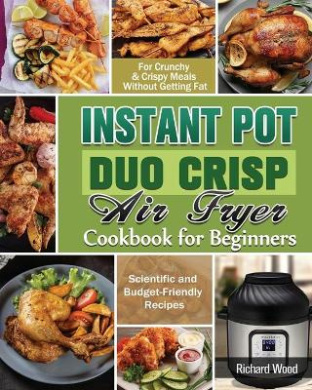 For Crunchy
& Crispy Meals
Without Getting Fat
INSTANT POT
DUO CRISP
Air Fryer
Cookbook for Beginners
Scientific and
Budget-Friendly
Recipes
Richard Wood